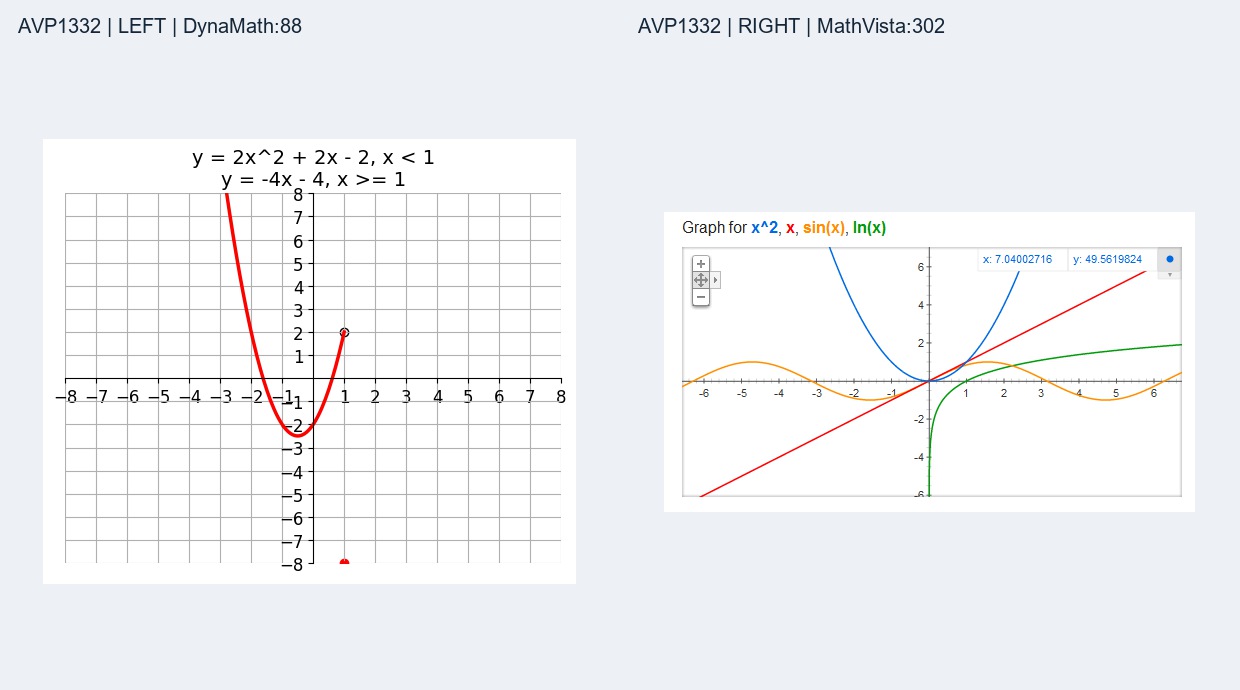 AVP1332 | LEFT | DynaMath:88
y = 2x^2 + 2x - 2, x < 1
y = -4x - 4, x >= 1
8
7
6
5
4
3
2
1
−8 −7 −6 −5 −4 −3 −2 −1 1 2 3 4 5 6 7 8
−1
−2
−3
−4
−5
−6
−7
−8
AVP1332 | RIGHT | MathVista:302
Graph for x^2, x, sin(x), ln(x)
x: 7.04002716 y: 49.5619824
6
4
2
-6 -5 -4 -3 -2 -1 1 2 3 4 5 6
-2
-4
-6